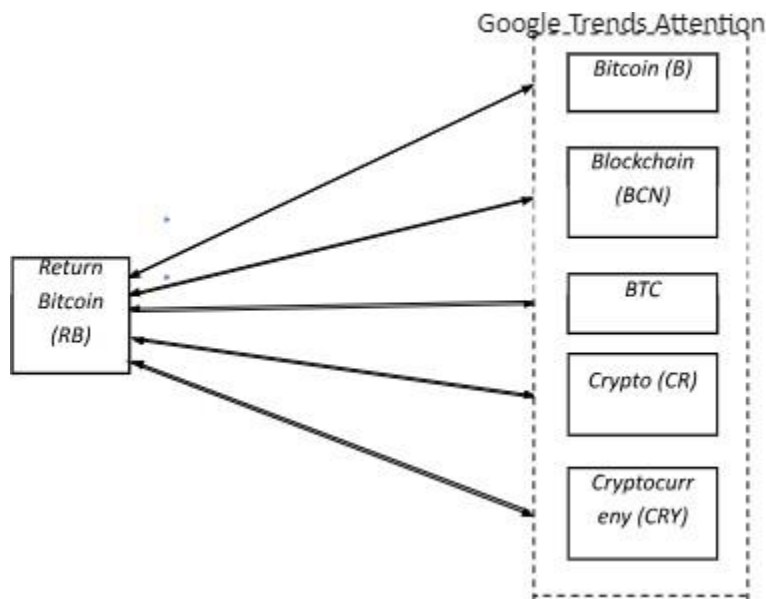 Google Trends Attention
Bitcoin (B)
Blockchain
(BCN)
Return
Bitcoin
(RB)
BTC
Crypto (CR)
Cryptocurr
eny (CRY)